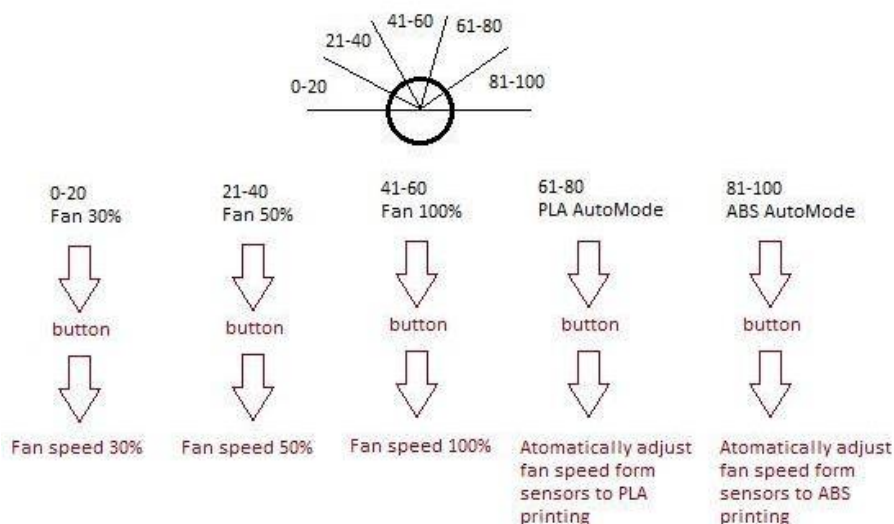 41-60
61-80
21-40
0-20
81-100
0-20
Fan 30%
21-40
Fan 50%
41-60
Fan 100%
61-80
PLA AutoMode
81-100
ABS AutoMode
button
button
button
button
button
Fan speed 30%
Fan speed 50%
Fan speed 100%
Atomatically adjust
fan speed form
sensors to PLA
printing
Atomatically adjust
fan speed form
sensors to ABS
printing